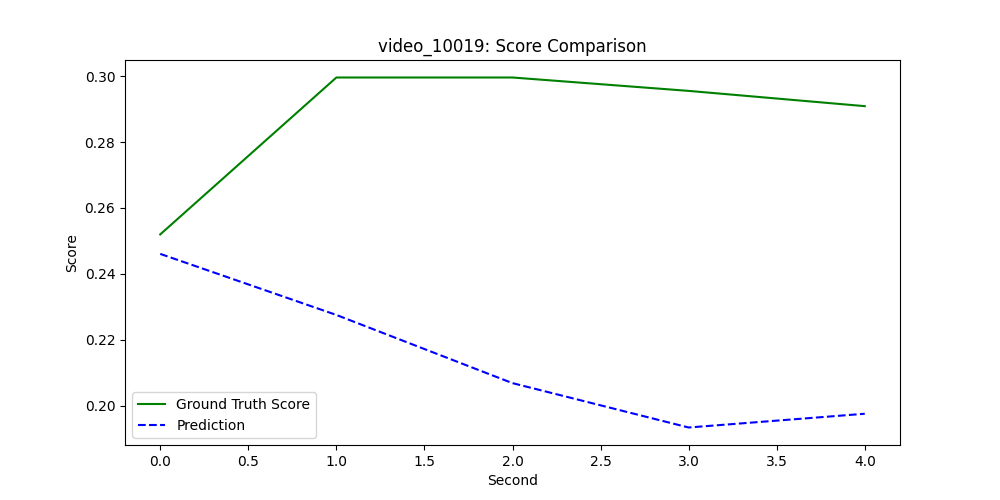 video_10019: Score Comparison
0.30
0.28
0.26
0.24
0.22
0.20
Score
Ground Truth Score
Prediction
0.0 0.5 1.0 1.5 2.0 2.5 3.0 3.5 4.0
Second